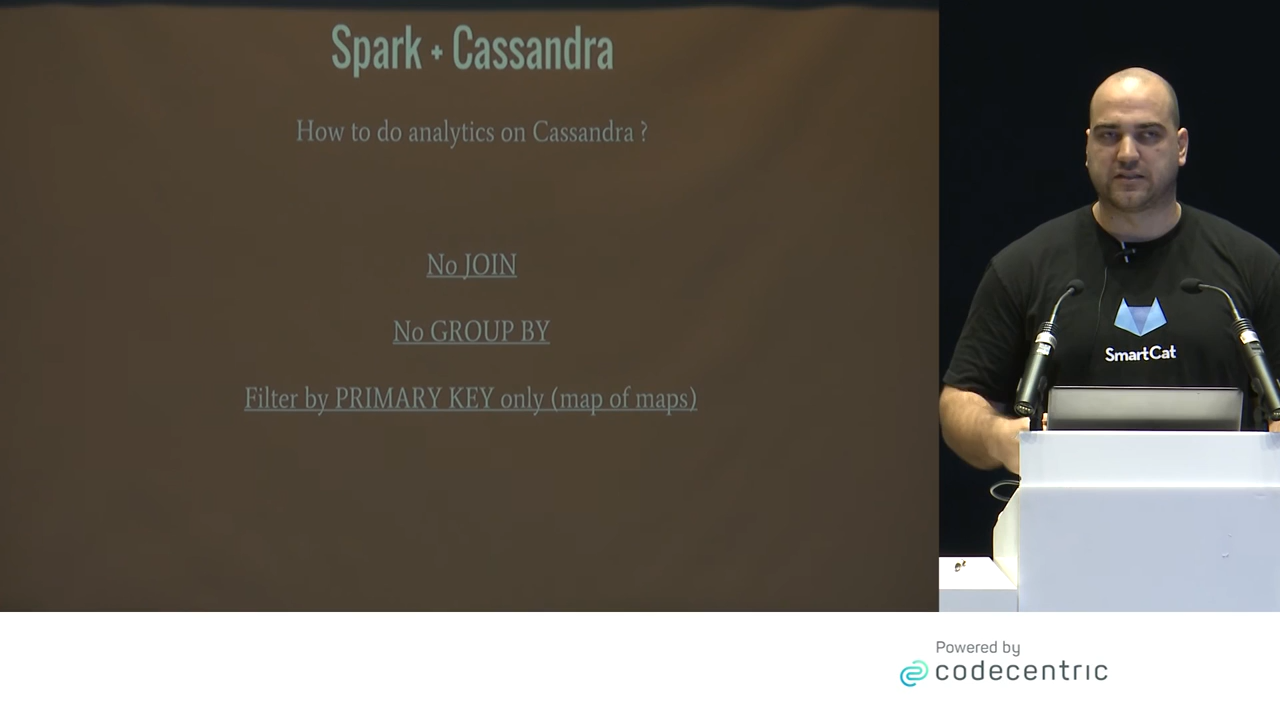 Spark + Cassandra
How to do analytics on Cassandra ?
No JOIN
No GROUP BY
Filter by PRIMARY KEY only (map of maps)
SmartCat
Powered by
codecentric